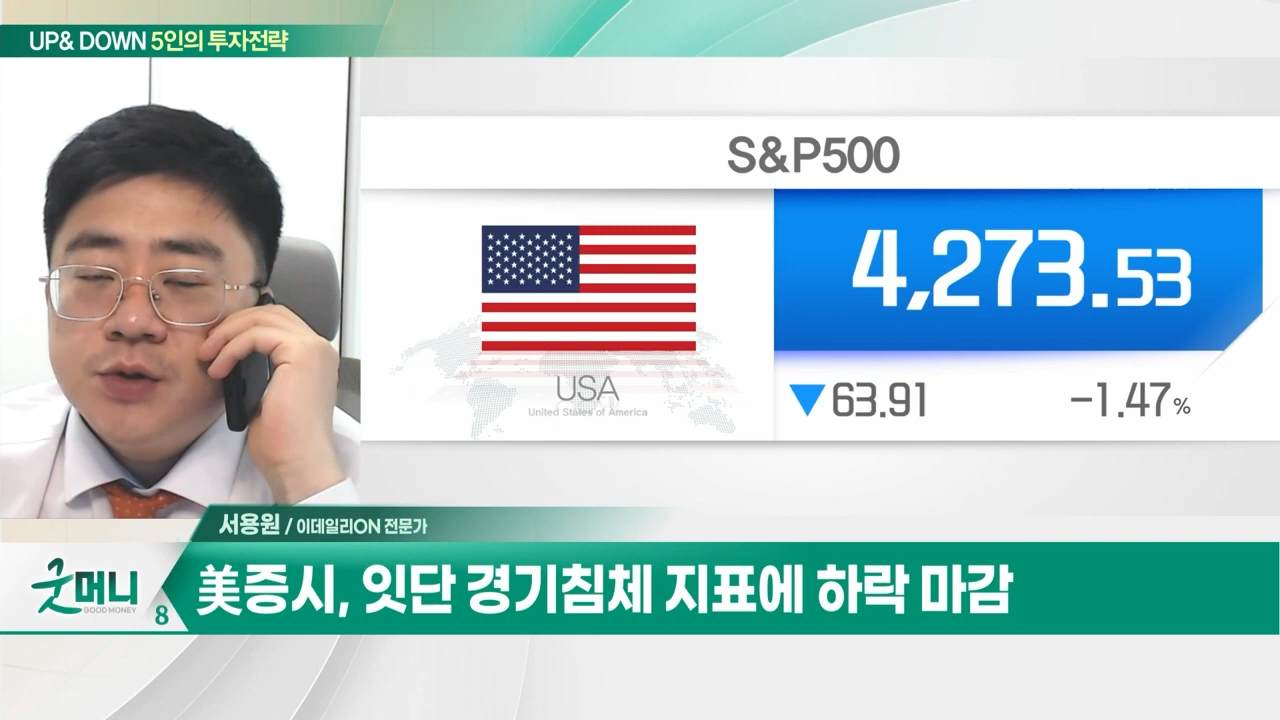 UP& DOWN 5인의 투자전략
S&P500
4,273.53
USA
United States of America
▼63.91 -1.47%
서용원 / 이데일리ON 전문가
굿머니
GOOD MONEY
8
美증시, 잇단 경기침체 지표에 하락 마감